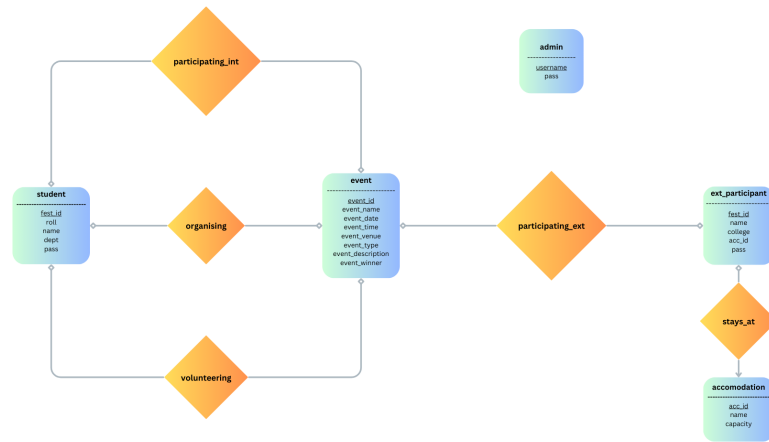 participating_int
admin
username
pass
student
fest_id
roll
name
dept
pass
organising
event
event_id
event_name
event_date
event_time
event_venue
event_type
event_description
event_winner
participating_ext
ext_participant
fest_id
name
college
acc_id
pass
stays_at
volunteering
accomodation
acc_id
name
capacity